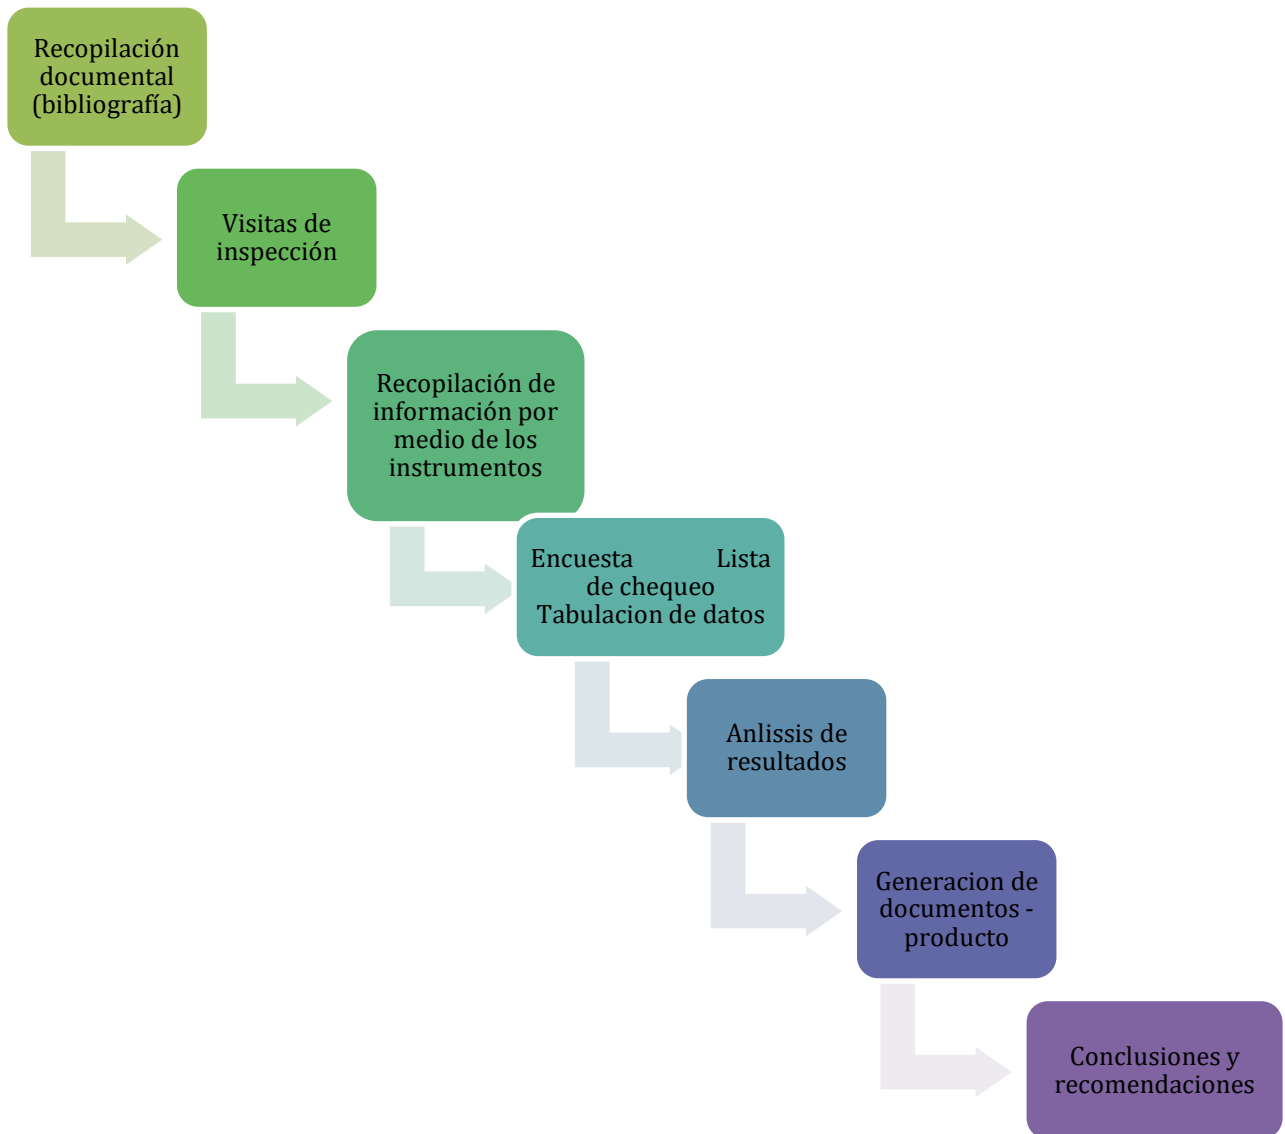 Recopilación
documental
(bibliografía)
Visitas de
inspección
Recopilación de
información por
medio de los
instrumentos
Encuesta Lista
de chequeo
Tabulacion de datos
Anlissis de
resultados
Generacion de
documentos -
producto
Conclusiones y
recomendaciones